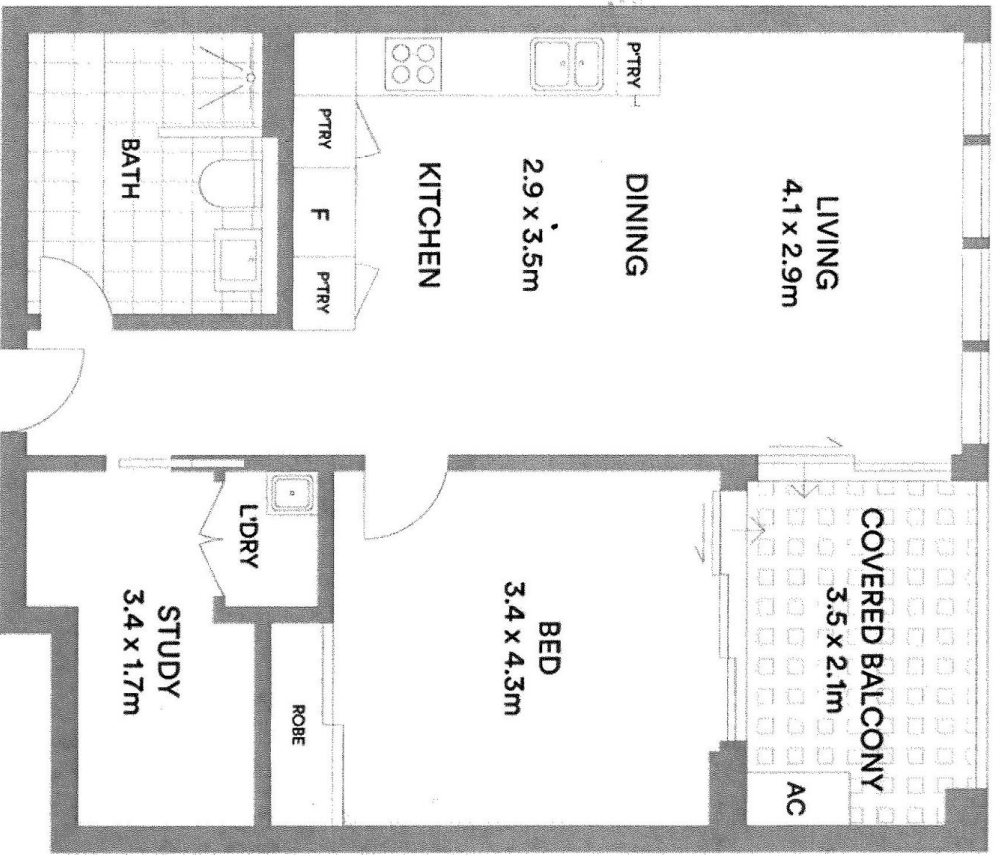 COVERED BALCONY
3.5 x 2.1m
LIVING
4.1 x 2.9m
AC
P'TRY
DINING
2.9 x 3.5m
KITCHEN
BED
3.4 x 4.3m
P'TRY
F
P'TRY
ROBE
L'DRY
BATH
STUDY
3.4 x 1.7m